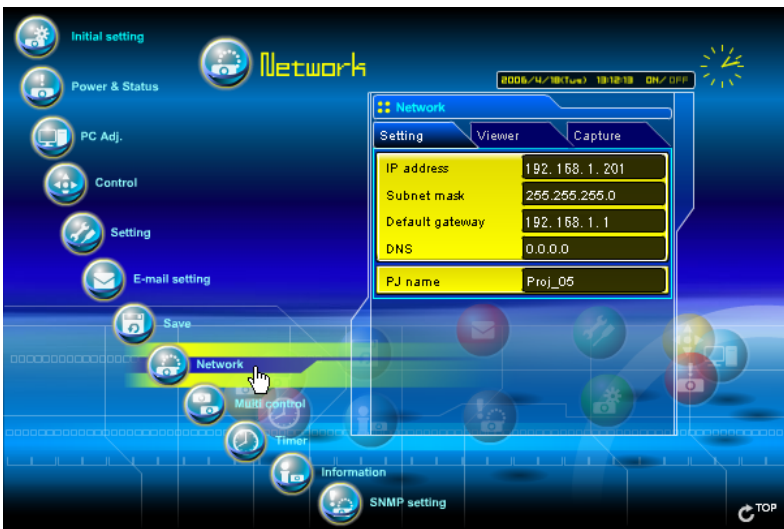 Initial setting
Power & Status
PC Adj.
Control
Setting
E-mail setting
Save
Network
Multi control
Timer
Information
SNMP setting
Network
2006/4/18(Tue) 18:12:13 ON/OFF
Network
Setting Viewer Capture
IP address 192.168.1.201
Subnet mask 255.255.255.0
Default gateway 192.168.1.1
DNS 0.0.0.0
PJ name Proj_05
TOP